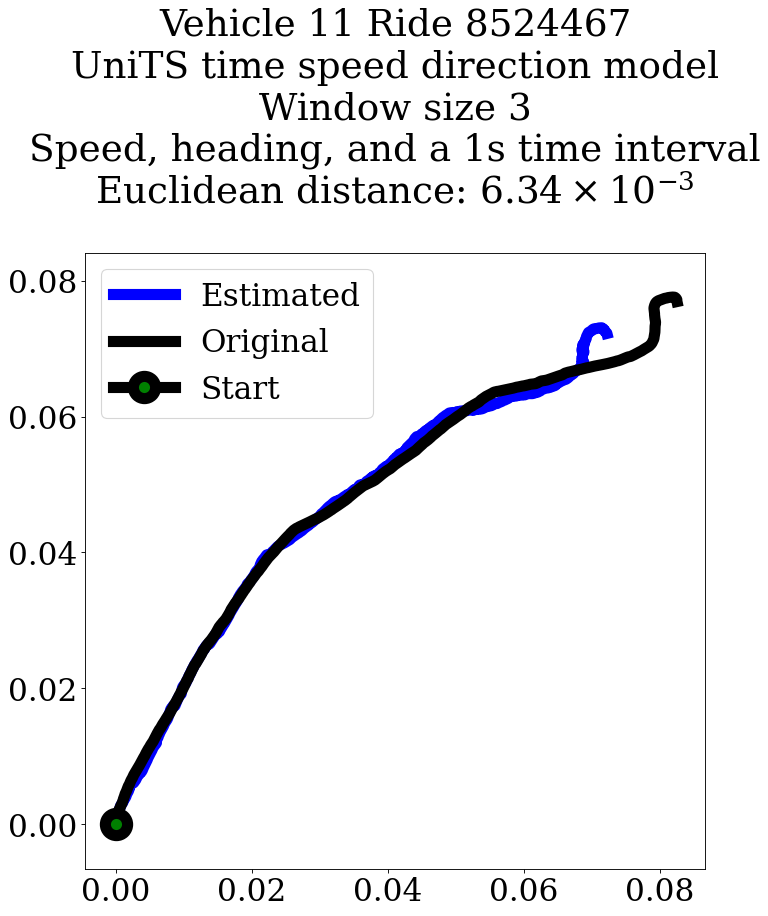 Vehicle 11 Ride 8524467
UniTS time speed direction model
Window size 3
Speed, heading, and a 1s time interval
Euclidean distance: 6.34 × 10⁻³
Estimated
Original
Start
0.08
0.06
0.04
0.02
0.00
0.00 0.02 0.04 0.06 0.08